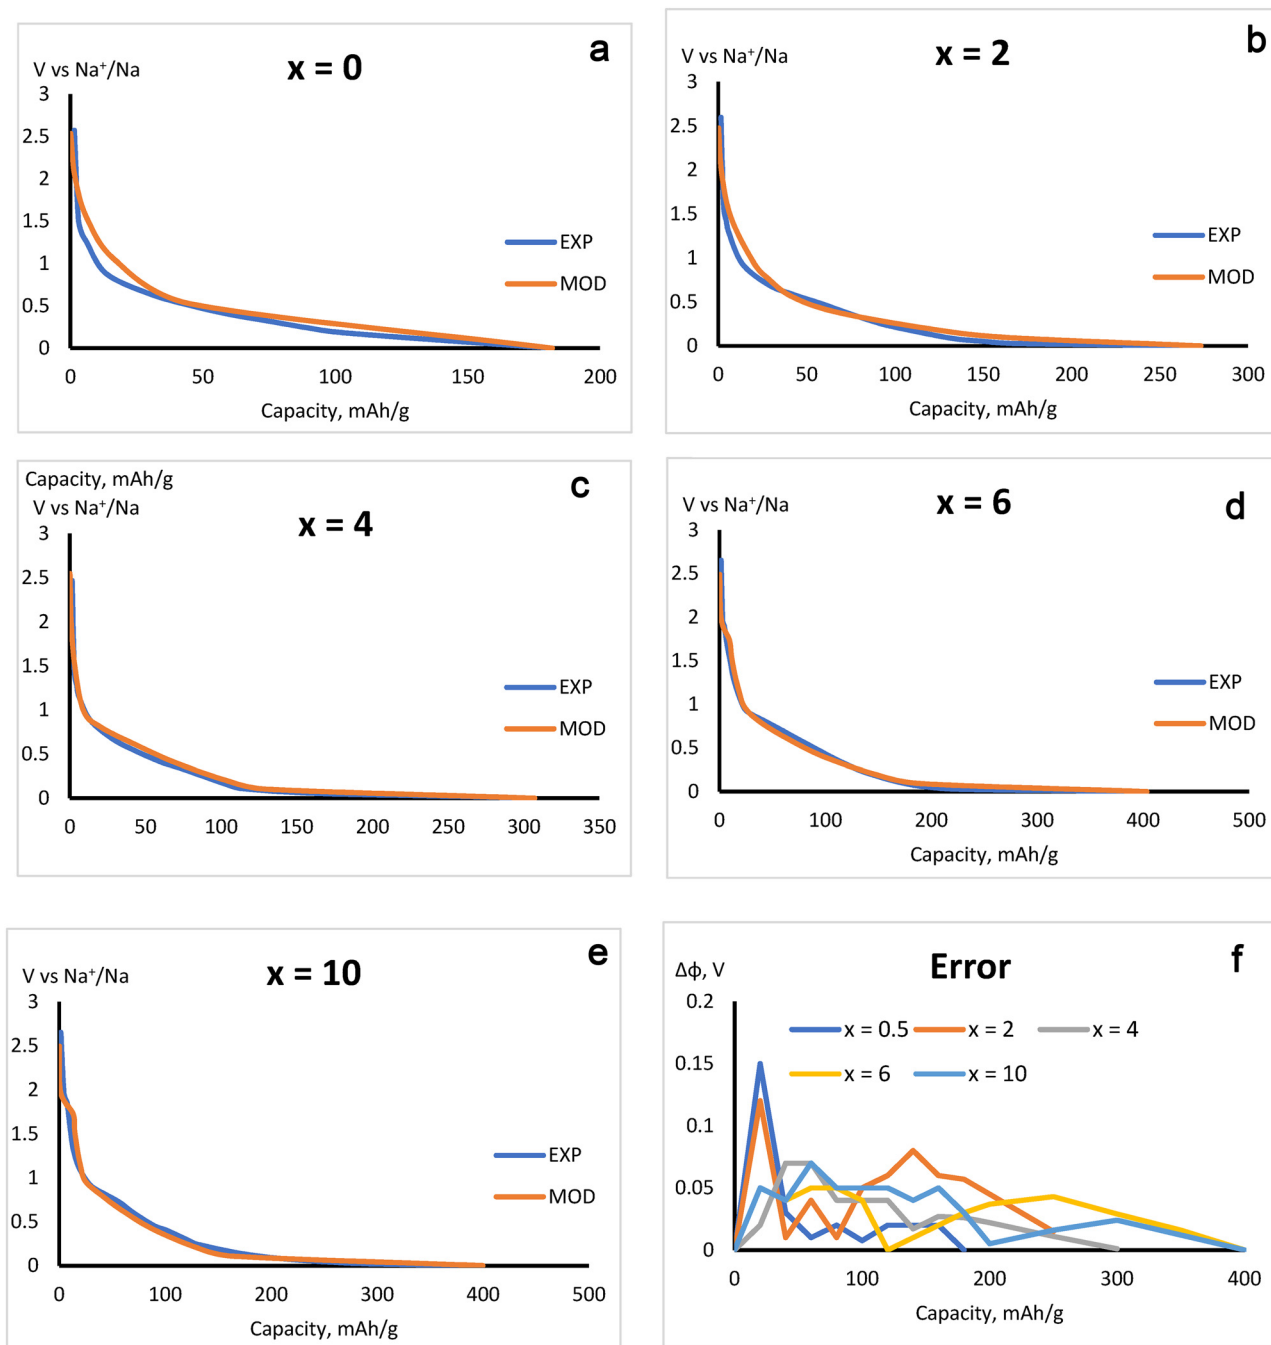 a
x = 0
V vs Na⁺/Na
3
2.5
2
1.5
1
0.5
0
EXP
MOD
0 50 100 150 200
Capacity, mAh/g
b
x = 2
V vs Na⁺/Na
3
2.5
2
1.5
1
0.5
0
EXP
MOD
0 50 100 150 200 250 300
Capacity, mAh/g
Capacity, mAh/g
c
V vs Na⁺/Na
x = 4
3
2.5
2
1.5
1
0.5
0
EXP
MOD
0 50 100 150 200 250 300 350
d
x = 6
V vs Na⁺/Na
3
2.5
2
1.5
1
0.5
0
EXP
MOD
0 100 200 300 400 500
Capacity, mAh/g
e
x = 10
V vs Na⁺/Na
3
2.5
2
1.5
1
0.5
0
EXP
MOD
0 100 200 300 400 500
Capacity, mAh/g
f
Error
Δϕ, V
0.2
0.15
0.1
0.05
0
x = 0.5 x = 2 x = 4
x = 6 x = 10
0 100 200 300 400
Capacity, mAh/g